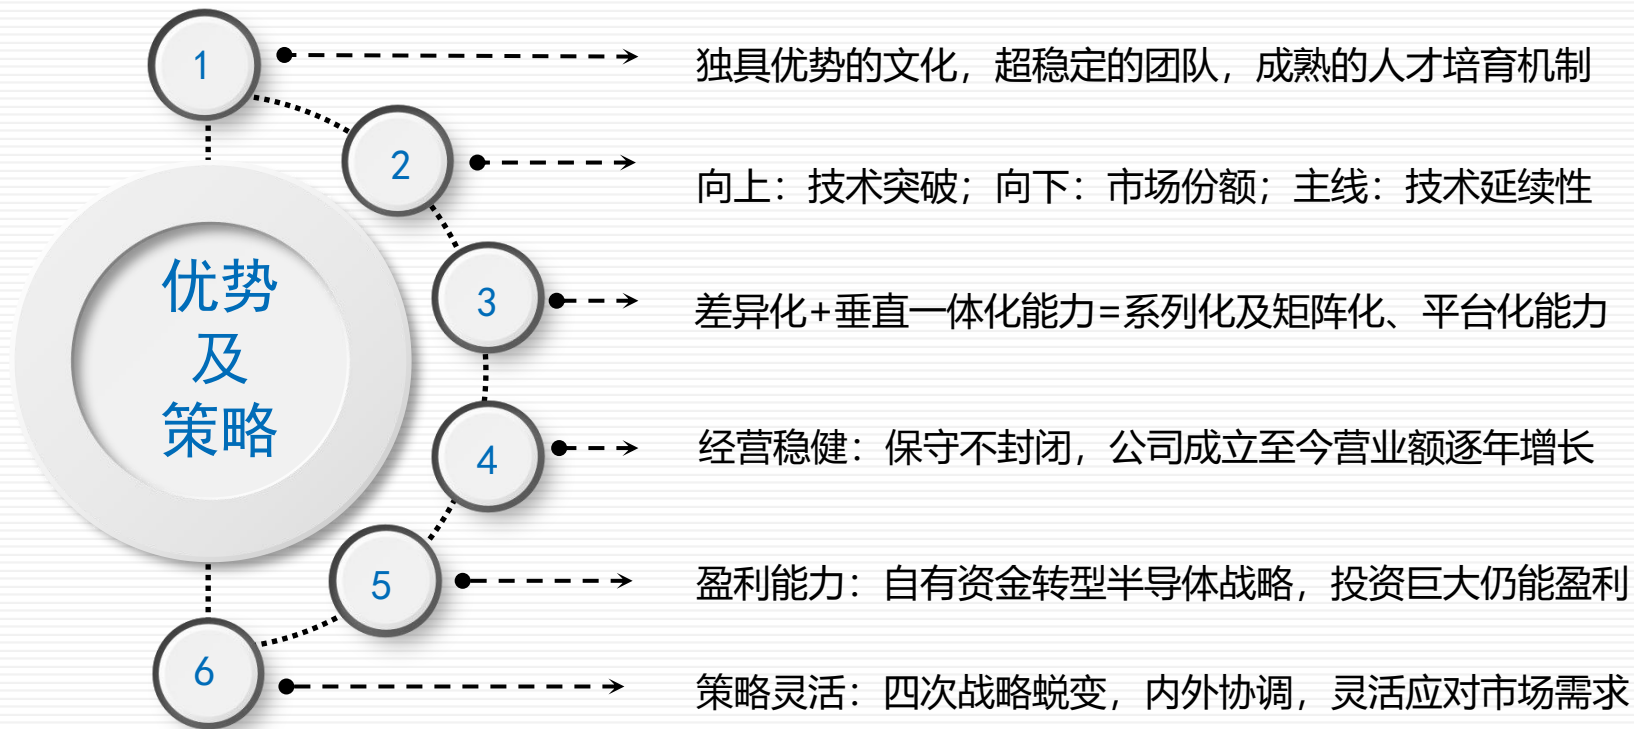 1
独具优势的文化，超稳定的团队，成熟的人才培育机制
2
向上：技术突破；向下：市场份额；主线：技术延续性
3
差异化+垂直一体化能力=系列化及矩阵化、平台化能力
优势
及
策略
4
经营稳健：保守不封闭，公司成立至今营业额逐年增长
5
盈利能力：自有资金转型半导体战略，投资巨大仍能盈利
6
策略灵活：四次战略蜕变，内外协调，灵活应对市场需求